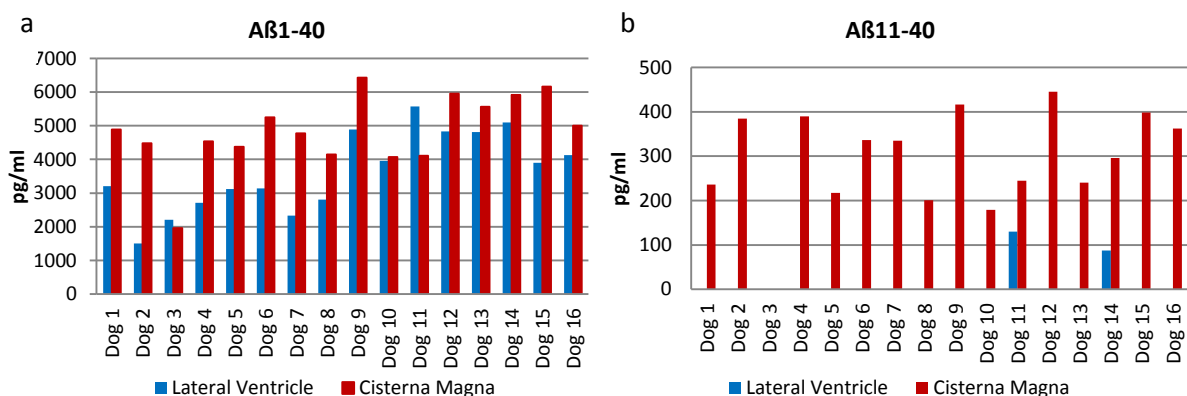 a
Aß1-40
7000
6000
5000
4000
3000
2000
1000
0
pg/ml
Dog 1
Dog 2
Dog 3
Dog 4
Dog 5
Dog 6
Dog 7
Dog 8
Dog 9
Dog 10
Dog 11
Dog 12
Dog 13
Dog 14
Dog 15
Dog 16
Lateral Ventricle Cisterna Magna
b
Aß11-40
500
400
300
200
100
0
pg/ml
Dog 1
Dog 2
Dog 3
Dog 4
Dog 5
Dog 6
Dog 7
Dog 8
Dog 9
Dog 10
Dog 11
Dog 12
Dog 13
Dog 14
Dog 15
Dog 16
Lateral Ventricle Cisterna Magna